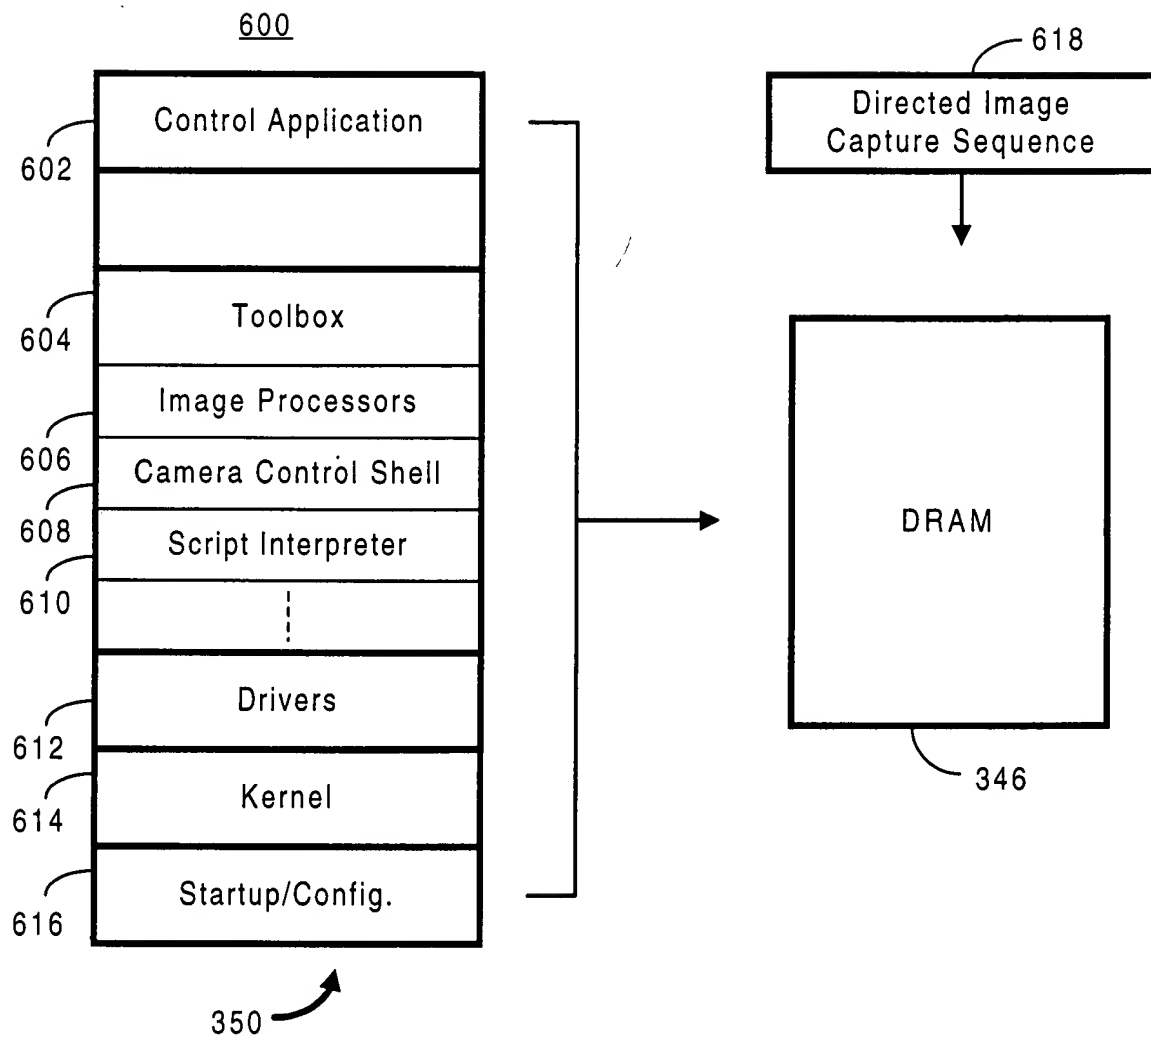 600
618
Control Application
602
Directed Image
Capture Sequence
Toolbox
604
Image Processors
606
Camera Control Shell
608
Script Interpreter
610
DRAM
Drivers
612
346
Kernel
614
Startup/Config.
616
350